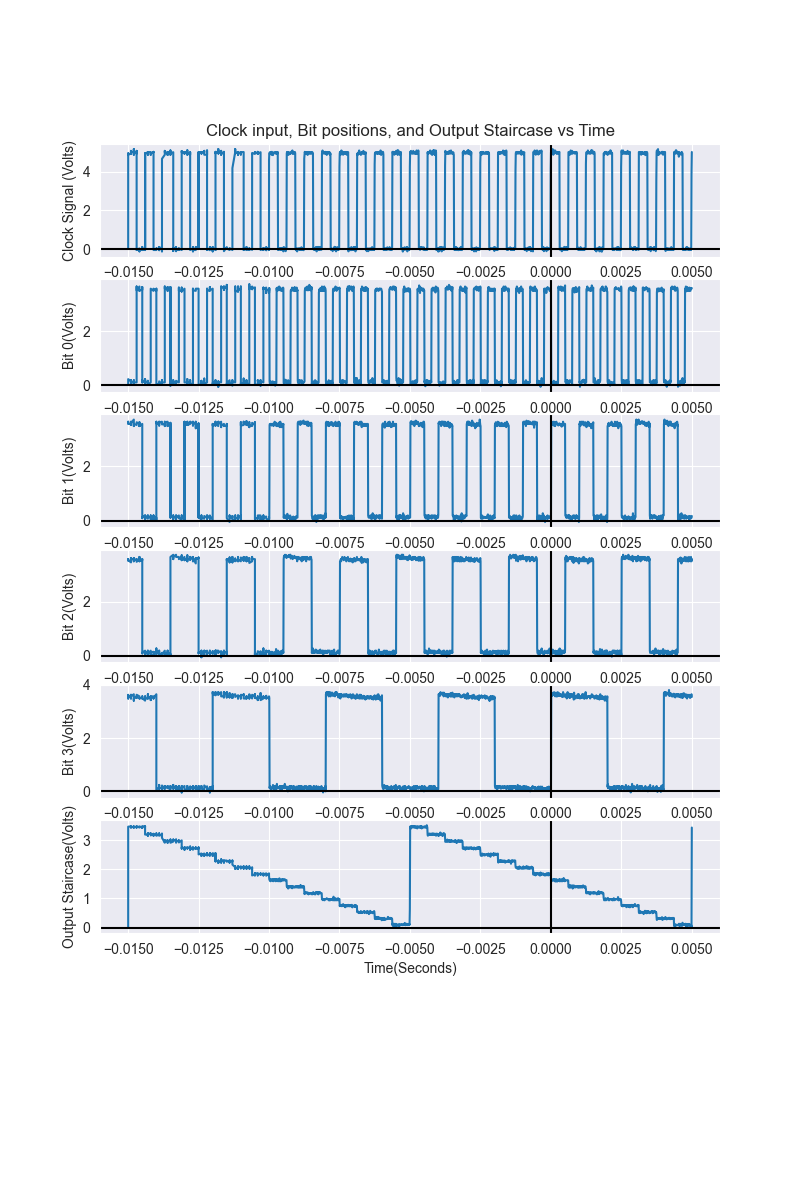 Clock input, Bit positions, and Output Staircase vs Time
Clock Signal (Volts)
4
2
0
−0.0150 −0.0125 −0.0100 −0.0075 −0.0050 −0.0025 0.0000 0.0025 0.0050
Bit 0(Volts)
2
0
−0.0150 −0.0125 −0.0100 −0.0075 −0.0050 −0.0025 0.0000 0.0025 0.0050
Bit 1(Volts)
2
0
−0.0150 −0.0125 −0.0100 −0.0075 −0.0050 −0.0025 0.0000 0.0025 0.0050
Bit 2(Volts)
2
0
−0.0150 −0.0125 −0.0100 −0.0075 −0.0050 −0.0025 0.0000 0.0025 0.0050
Bit 3(Volts)
4
2
0
−0.0150 −0.0125 −0.0100 −0.0075 −0.0050 −0.0025 0.0000 0.0025 0.0050
Output Staircase(Volts)
3
2
1
0
−0.0150 −0.0125 −0.0100 −0.0075 −0.0050 −0.0025 0.0000 0.0025 0.0050
Time(Seconds)